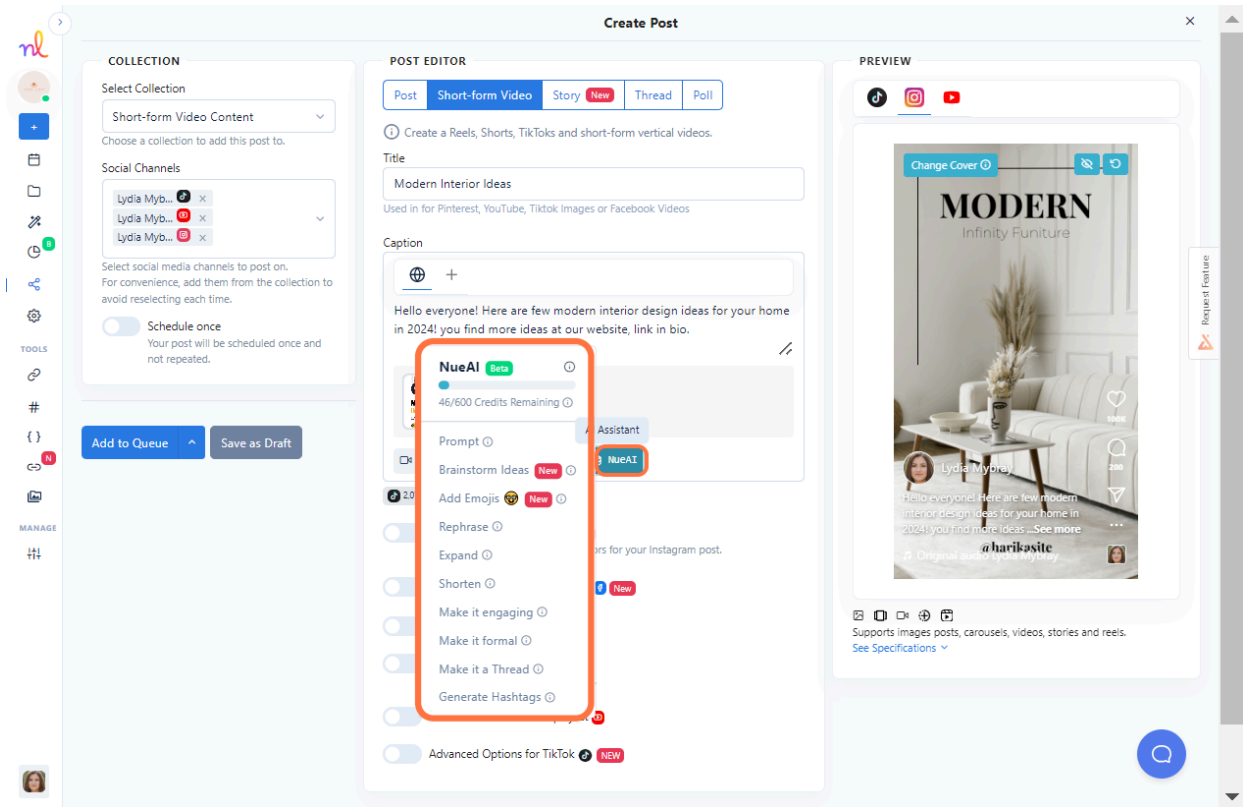 Create Post
COLLECTION
Select Collection
Short-form Video Content
Choose a collection to add this post to.
Social Channels
Lydia Myb...
Lydia Myb...
Lydia Myb...
Select social media channels to post on.
For convenience, add them from the collection to
avoid reselecting each time.
Schedule once
Your post will be scheduled once and
not repeated.
Add to Queue
Save as Draft
8
TOOLS
N
MANAGE
POST EDITOR
Post
Short-form Video
Story New
Thread
Poll
Create a Reels, Shorts, TikToks and short-form vertical videos.
Title
Modern Interior Ideas
Used in for Pinterest, YouTube, Tiktok Images or Facebook Videos
Caption
Hello everyone! Here are few modern interior design ideas for your home
in 2024! you find more ideas at our website, link in bio.
NueAI Beta
46/600 Credits Remaining
Prompt
Brainstorm Ideas New
Add Emojis New
Rephrase
Expand
Shorten
Make it engaging
Make it formal
Make it a Thread
Generate Hashtags
Assistant
NueAI
2,0
for your Instagram post.
New
Advanced Options for TikTok NEW
PREVIEW
Change Cover
MODERN
Infinity Funiture
100K
200
Lydia Mybray
Hello everyone! Here are few modern
interior design ideas for your home in
2024! you find more ideas ...See more
@harikasite
Original audio Lydia Mybray
Supports images posts, carousels, videos, stories and reels.
See Specifications
Request Feature